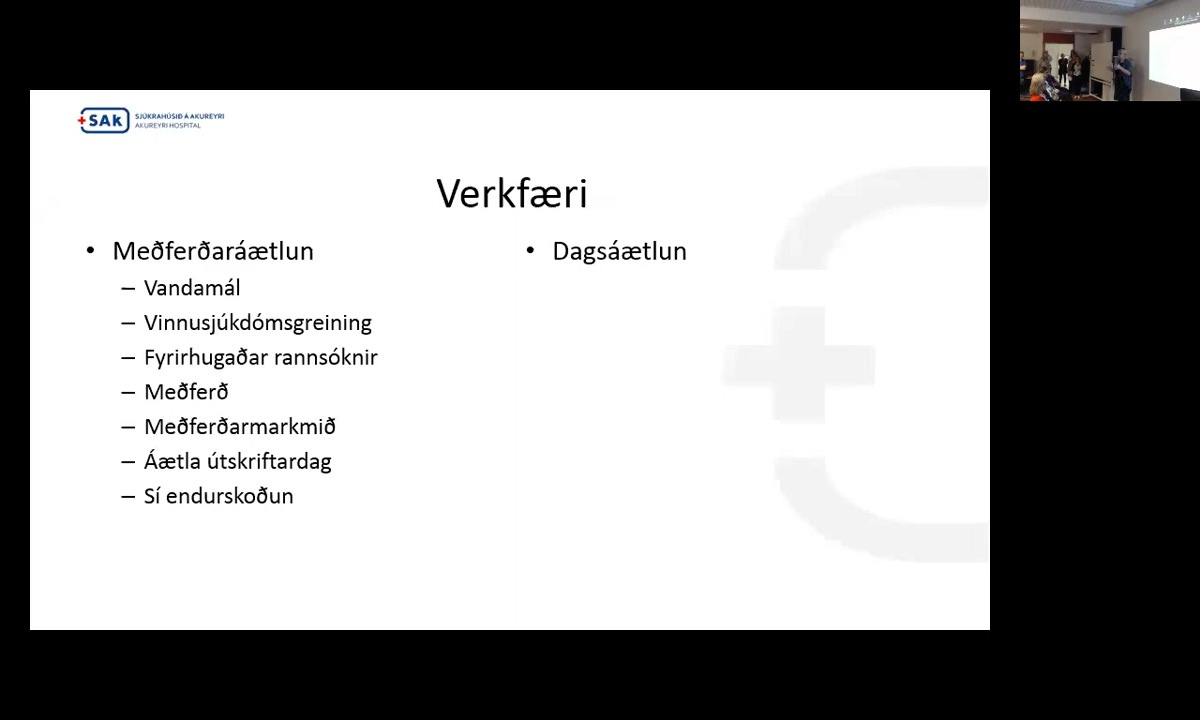 SAk
SJÚKRAHÚSIÐ Á AKUREYRI
AKUREYRI HOSPITAL
Verkfæri
• Meðferðaráætlun
– Vandamál
– Vinnusjúkdómsgreining
– Fyrirhugaðar rannsóknir
– Meðferð
– Meðferðarmarkmið
– Áætla útskriftardag
– Sí endurskoðun
• Dagsáætlun